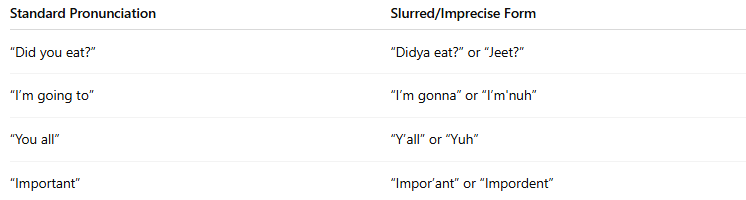 Standard Pronunciation Slurred/Imprecise Form
“Did you eat?” “Didya eat?” or “Jeet?”
“I’m going to” “I’m gonna” or “I’m'nuh”
“You all” “Y’all” or “Yuh”
“Important” “Impor’ant” or “Impordent”